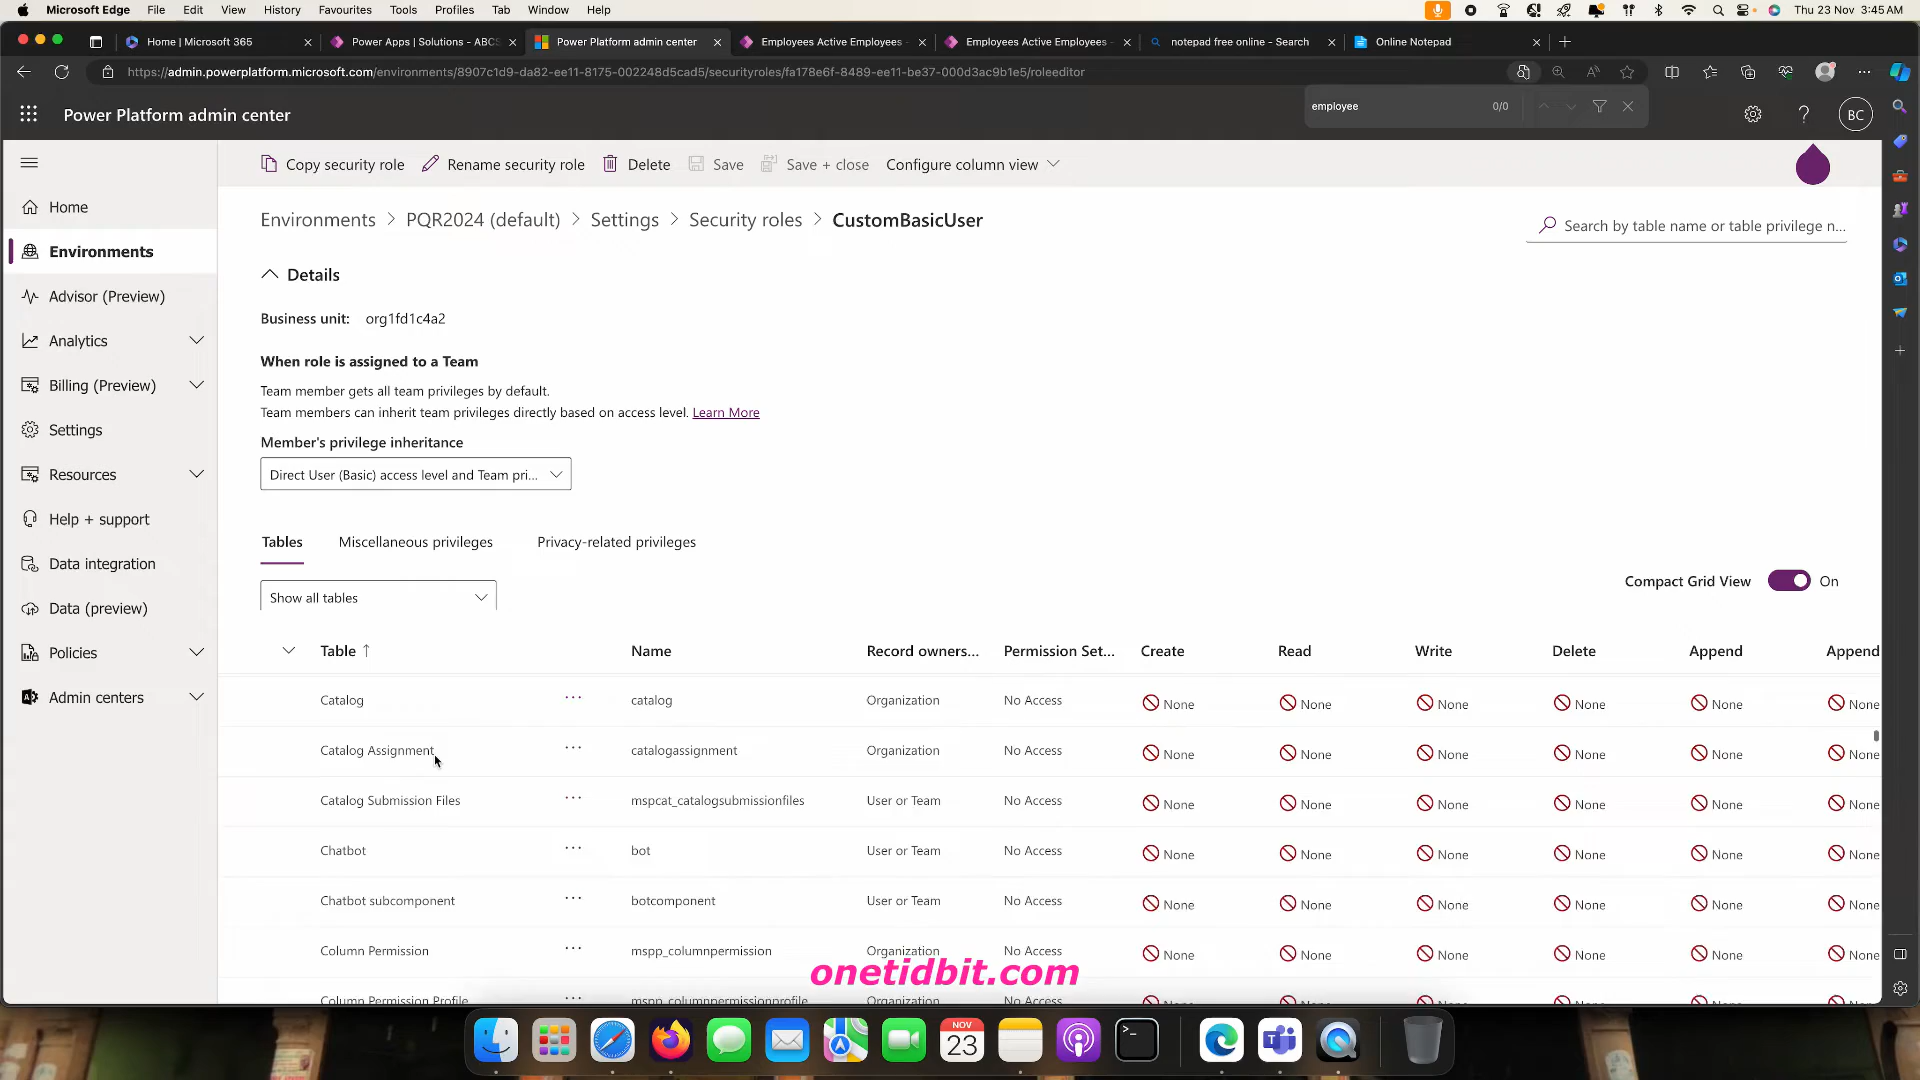 Microsoft Edge File Edit View History Favourites Tools Profiles Tab Window Help Thu 23 Nov 3:45 AM
Home | Microsoft 365 Power Apps | Solutions - ABCS Power Platform admin center Employees Active Employees - Employees Active Employees - notepad free online - Search Online Notepad
https://admin.powerplatform.microsoft.com/environments/8907c1d9-da82-ee11-8175-002248d5cad5/securityroles/fa178e6f-8489-ee11-be37-000d3ac9b1e5/roleeditor
employee 0/0
Power Platform admin center BC
Copy security role Rename security role Delete Save Save + close Configure column view
Home
Environments
Advisor (Preview)
Analytics
Billing (Preview)
Settings
Resources
Help + support
Data integration
Data (preview)
Policies
Admin centers
Environments > PQR2024 (default) > Settings > Security roles > CustomBasicUser
Search by table name or table privilege n...
Details
Business unit: org1fd1c4a2
When role is assigned to a Team
Team member gets all team privileges by default.
Team members can inherit team privileges directly based on access level. Learn More
Member's privilege inheritance
Direct User (Basic) access level and Team pri...
Tables Miscellaneous privileges Privacy-related privileges
Show all tables
Compact Grid View On
Table ↑ Name Record owners... Permission Set... Create Read Write Delete Append Append
Catalog ... catalog Organization No Access None None None None None None
Catalog Assignment ... catalogassignment Organization No Access None None None None None None
Catalog Submission Files ... mspcat_catalogsubmissionfiles User or Team No Access None None None None None None
Chatbot ... bot User or Team No Access None None None None None None
Chatbot subcomponent ... botcomponent User or Team No Access None None None None None None
Column Permission ... mspp_columnpermission Organization No Access None None None None None None
Column Permission Profile ... mspp_columnpermissionprofile Organization No Access None None None None None None
onetidbit.com
NOV
23